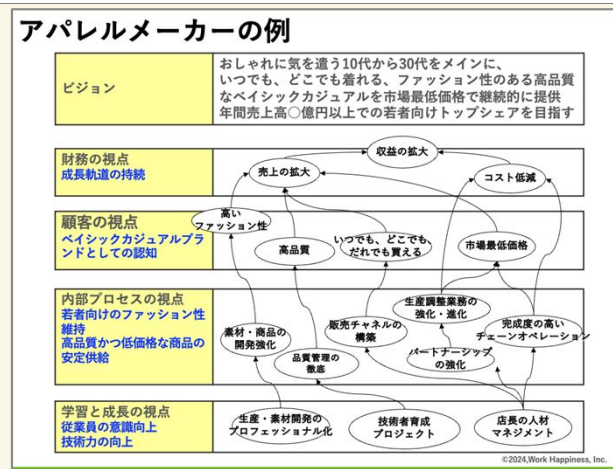 アパレルメーカーの例
ビジョン
おしゃれに気を遣う10代から30代をメインに、
いつでも、どこでも着れる、ファッション性のある高品質
なベイシックカジュアルを市場最低価格で継続的に提供
年間売上高○億円以上での若者向けトップシェアを目指す
財務の視点
成長軌道の持続
収益の拡大
売上の拡大
コスト低減
顧客の視点
ベイシックカジュアルブラ
ンドとしての認知
高い
ファッション性
高品質
いつでも、どこでも、
だれでも買える
市場最低価格
内部プロセスの視点
若者向けのファッション性
維持
高品質かつ低価格な商品の
安定供給
素材・商品の
開発強化
品質管理の
徹底
販売チャネルの
構築
生産調整業務の
強化・進化
パートナーシップ
の強化
完成度の高い
チェーンオペレーション
学習と成長の視点
従業員の意識向上
技術力の向上
生産・素材開発の
プロフェッショナル化
技術者育成
プロジェクト
店長の人材
マネジメント
©2024,Work Happiness, Inc.